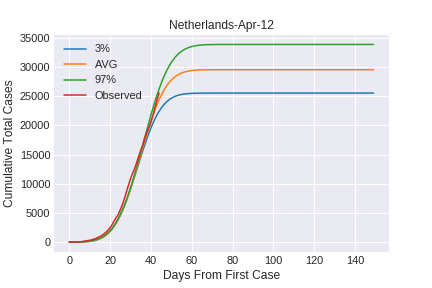 Netherlands-Apr-12
35000
30000
25000
20000
15000
10000
5000
0
Cumulative Total Cases
3%
AVG
97%
Observed
0 20 40 60 80 100 120 140
Days From First Case